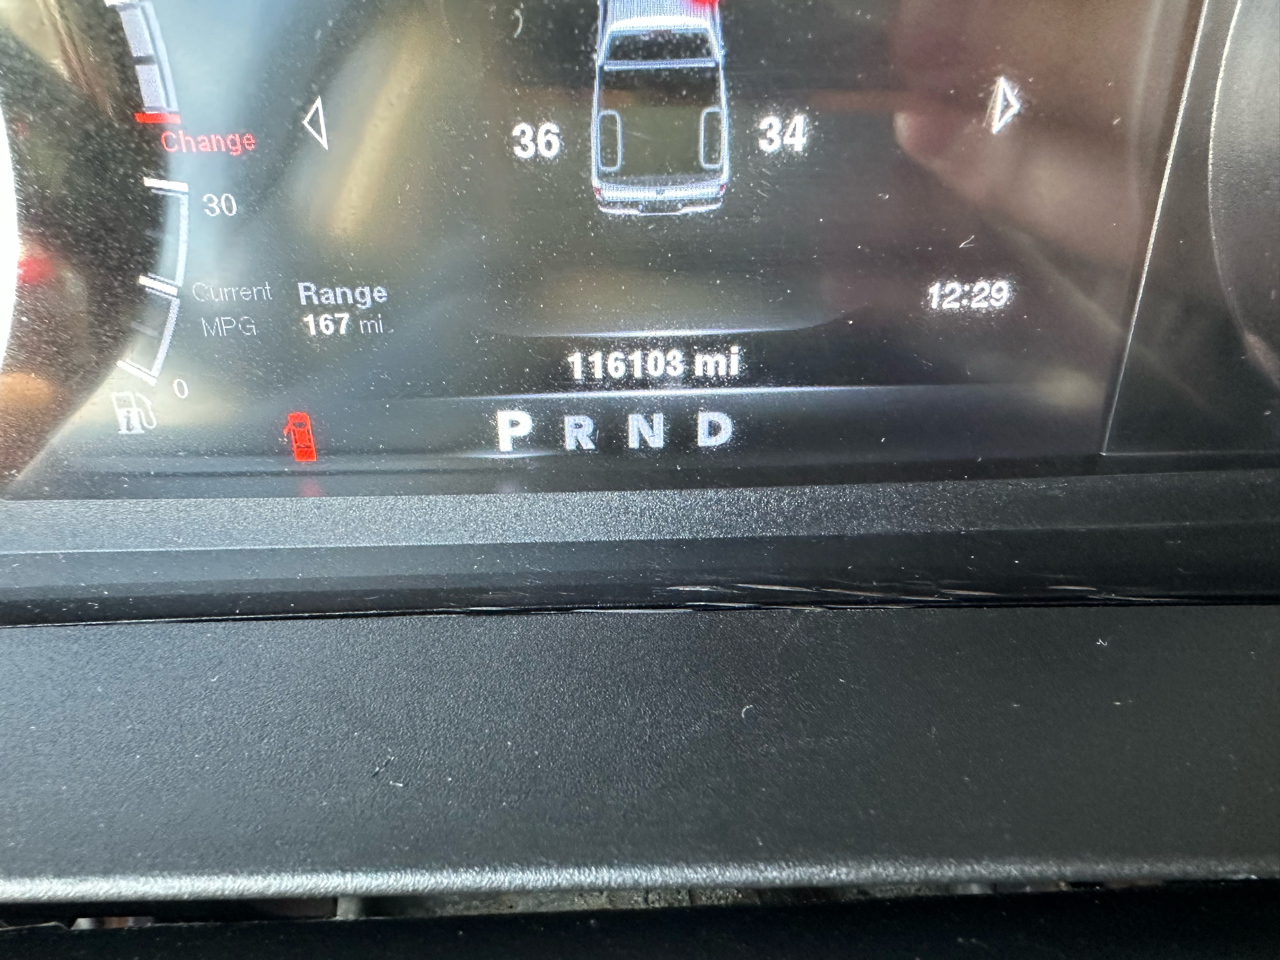 Change
36 34
30
Current Range
MPG 167 mi
12:29
116103 mi
0
P R N D